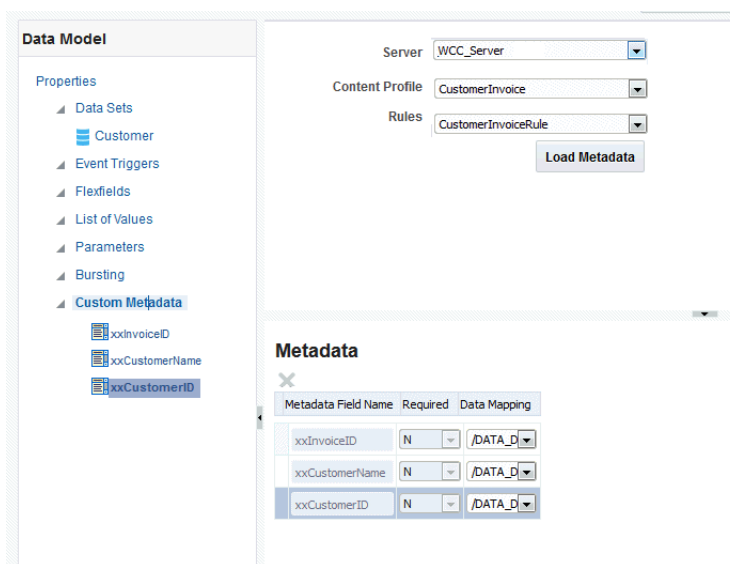 Data Model
Properties
Data Sets
Customer
Event Triggers
Flexfields
List of Values
Parameters
Bursting
Custom Metadata
xxInvoiceID
xxCustomerName
xxCustomerID
Server WCC_Server
Content Profile CustomerInvoice
Rules CustomerInvoiceRule
Load Metadata
Metadata
Metadata Field Name Required Data Mapping
xxInvoiceID N /DATA_D
xxCustomerName N /DATA_D
xxCustomerID N /DATA_D